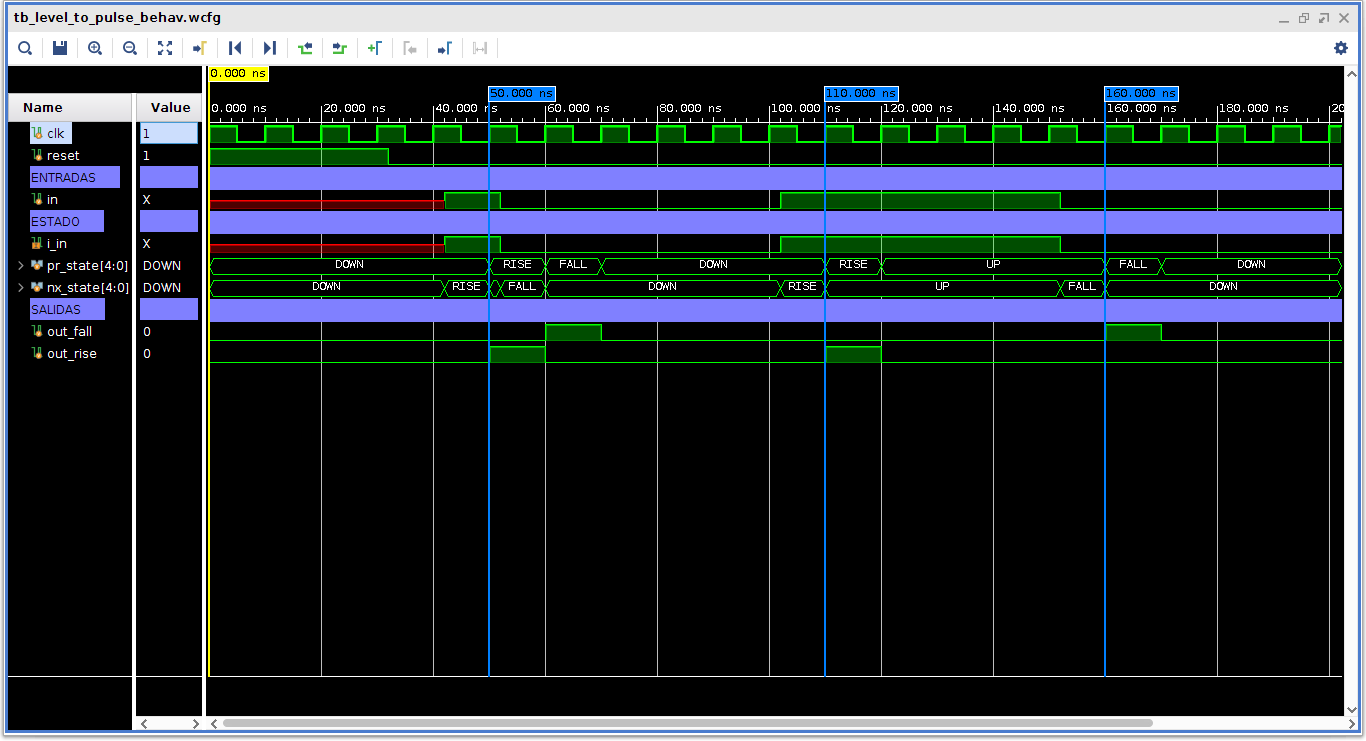 tb_level_to_pulse_behav.wcfg
0.000 ns
50.000 ns 110.000 ns 160.000 ns
Name Value 0.000 ns 20.000 ns 40.000 ns 60.000 ns 80.000 ns 100.000 ns 120.000 ns 140.000 ns 160.000 ns 180.000 ns 20
clk 1
reset 1
ENTRADAS
in X
ESTADO
i_in X
pr_state[4:0] DOWN DOWN RISE FALL DOWN RISE UP FALL DOWN
nx_state[4:0] DOWN DOWN RISE FALL DOWN RISE UP FALL DOWN
SALIDAS
out_fall 0
out_rise 0